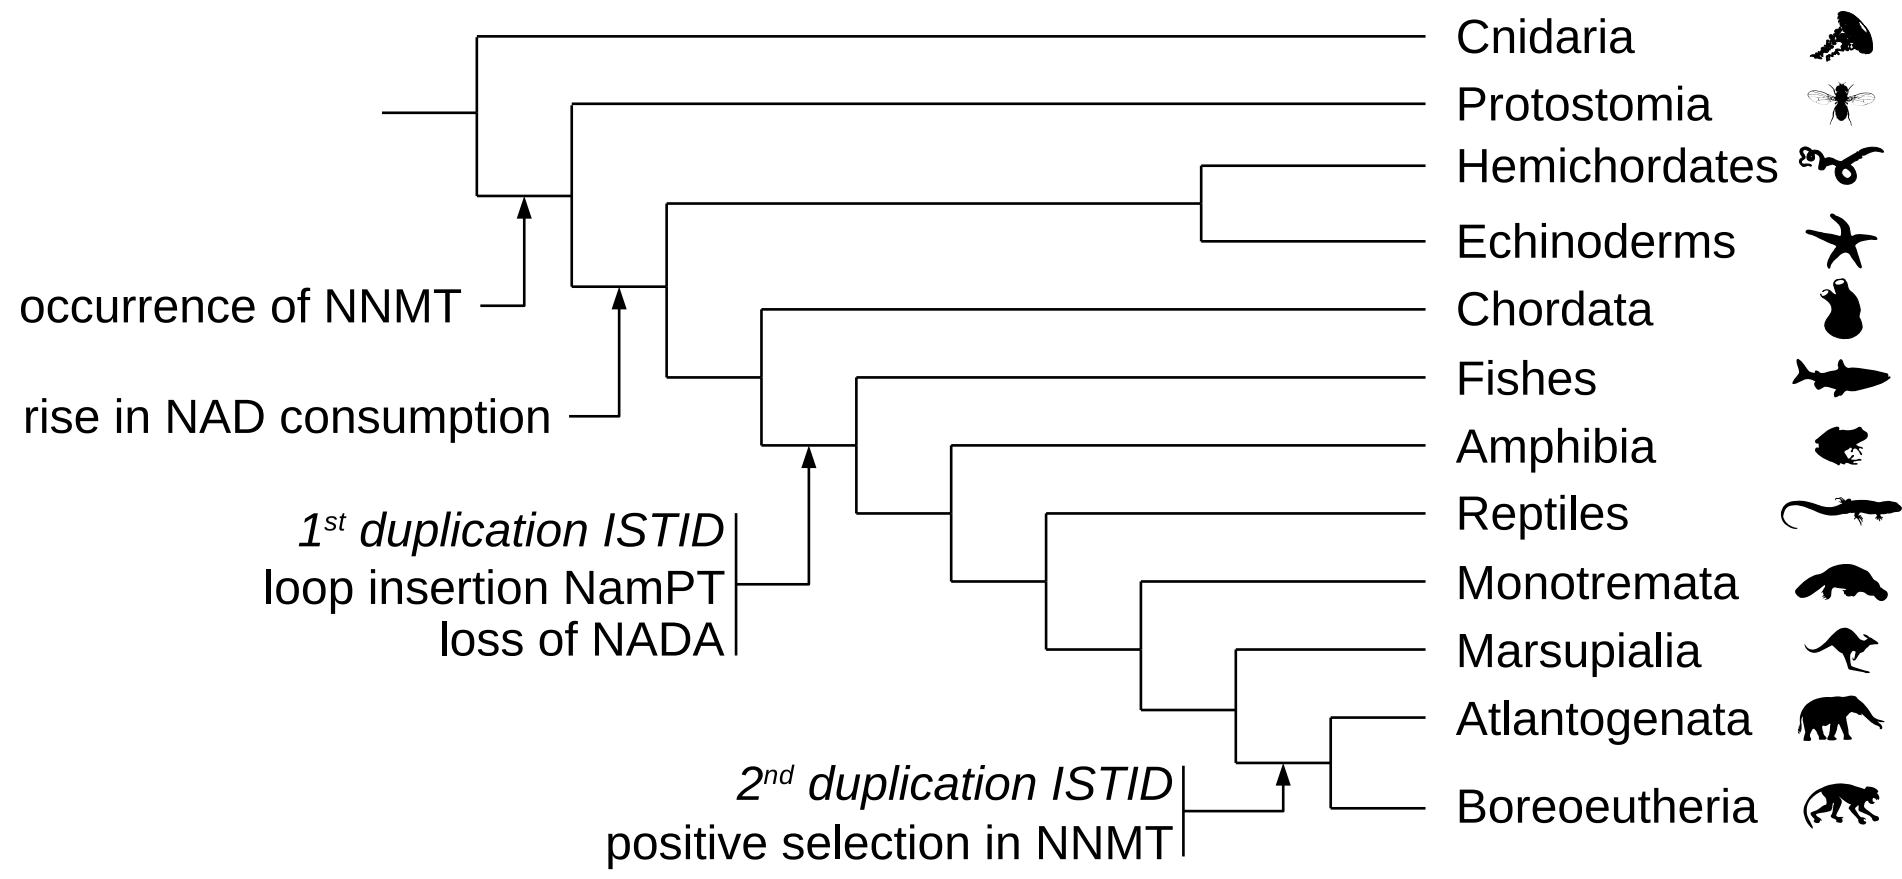 Cnidaria
Protostomia
Hemichordates
Echinoderms
occurrence of NNMT
Chordata
Fishes
rise in NAD consumption
Amphibia
Reptiles
1st duplication ISTID
loop insertion NamPT
loss of NADA
Monotremata
Marsupialia
Atlantogenata
2nd duplication ISTID
positive selection in NNMT
Boreoeutheria